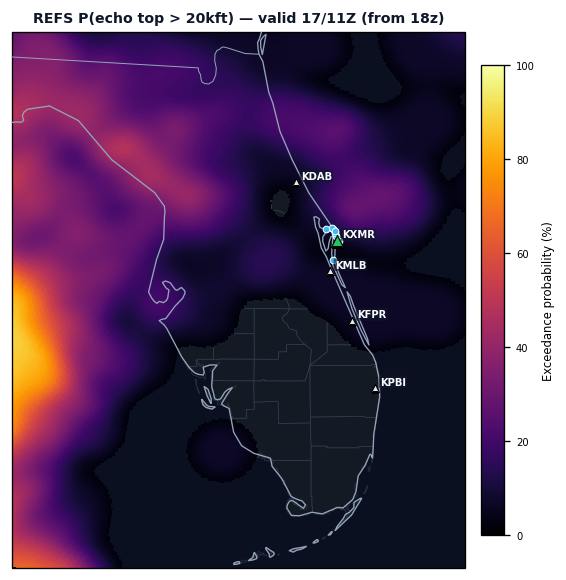 REFS P(echo top > 20kft) — valid 17/11Z (from 18z)
KDAB
KXMR
KMLB
KFPR
KPBI
100
80
60
40
20
0
Exceedance probability (%)